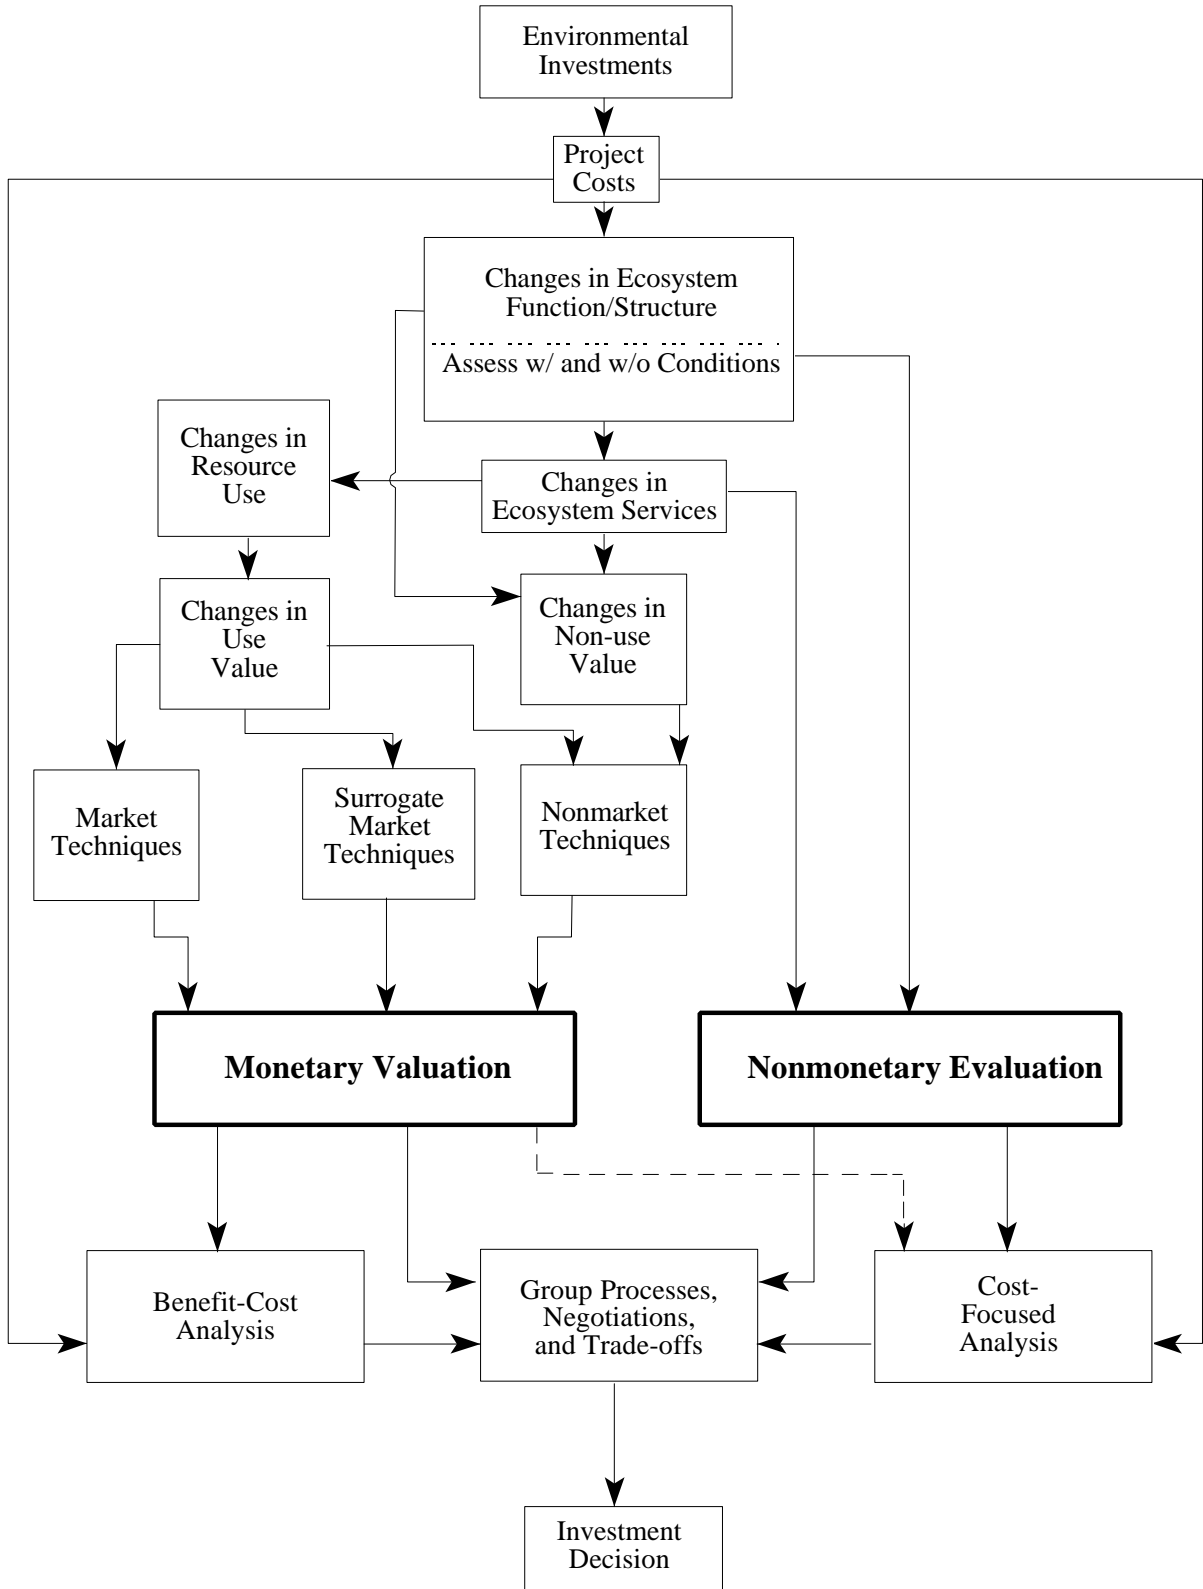 Environmental
Investments
Project
Costs
Changes in Ecosystem
Function/Structure
Assess w/ and w/o Conditions
Changes in
Resource
Use
Changes in
Ecosystem Services
Changes in
Use
Value
Changes in
Non-use
Value
Market
Techniques
Surrogate
Market
Techniques
Nonmarket
Techniques
Monetary Valuation
Nonmonetary Evaluation
Benefit-Cost
Analysis
Group Processes,
Negotiations,
and Trade-offs
Cost-
Focused
Analysis
Investment
Decision